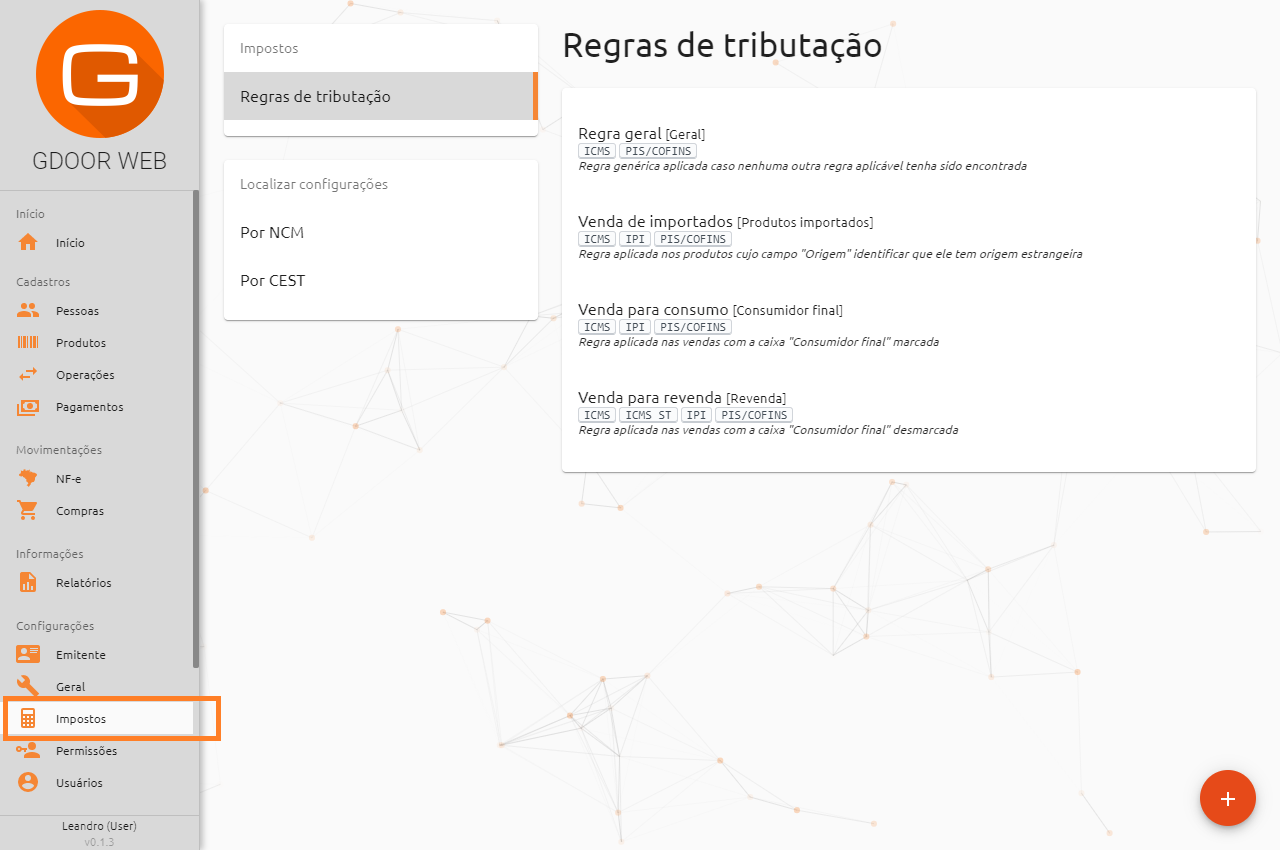 G
GDOOR WEB
Início
Início
Cadastros
Pessoas
Produtos
Operações
Pagamentos
Movimentações
NF-e
Compras
Informações
Relatórios
Configurações
Emitente
Geral
Impostos
Permissões
Usuários
Leandro (User)
v0.1.3
Impostos
Regras de tributação
Localizar configurações
Por NCM
Por CEST
Regras de tributação
Regra geral [Geral]
ICMS PIS/COFINS
Regra genérica aplicada caso nenhuma outra regra aplicável tenha sido encontrada
Venda de importados [Produtos importados]
ICMS IPI PIS/COFINS
Regra aplicada nos produtos cujo campo "Origem" identificar que ele tem origem estrangeira
Venda para consumo [Consumidor final]
ICMS IPI PIS/COFINS
Regra aplicada nas vendas com a caixa "Consumidor final" marcada
Venda para revenda [Revenda]
ICMS ICMS ST IPI PIS/COFINS
Regra aplicada nas vendas com a caixa "Consumidor final" desmarcada
+